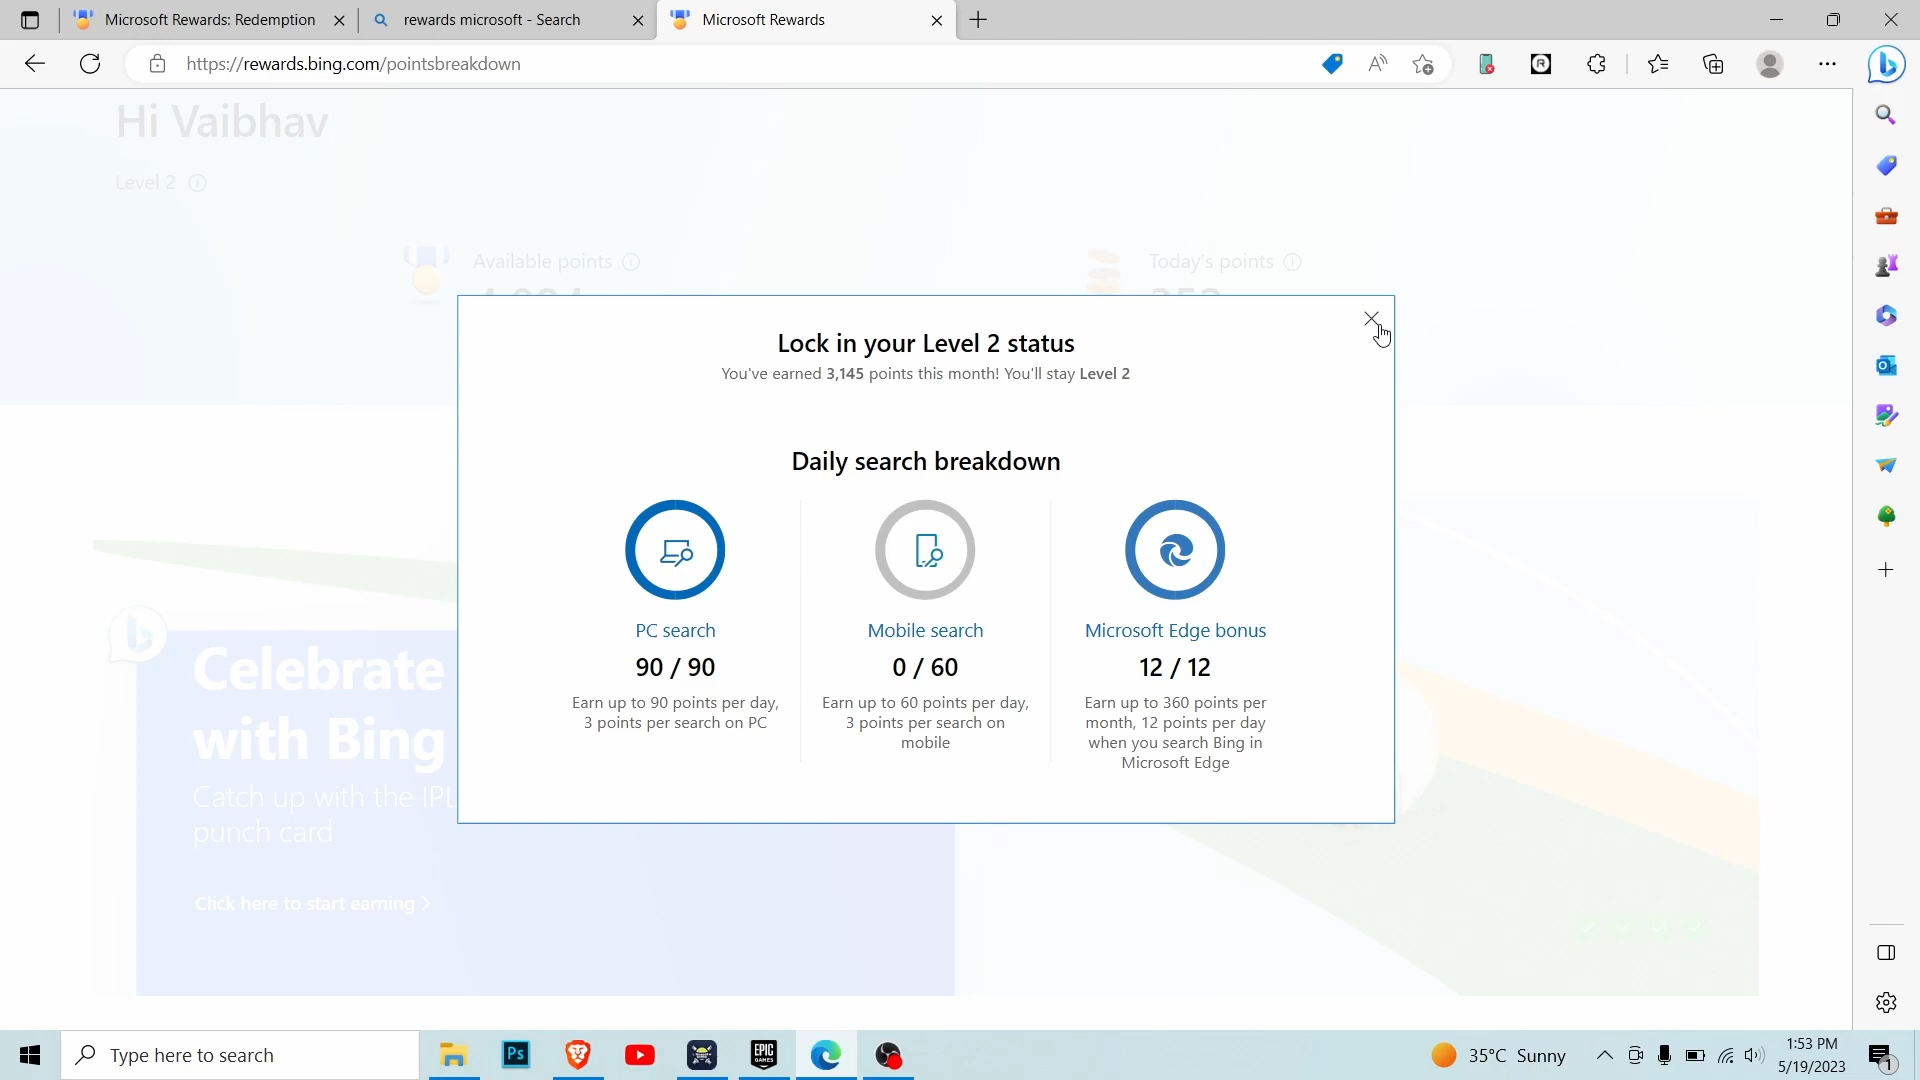 Microsoft Rewards: Redemption
rewards microsoft - Search
Microsoft Rewards
https://rewards.bing.com/pointsbreakdown
Hi Vaibhav
Level 2
Available points
Today's points
Lock in your Level 2 status
You've earned 3,145 points this month! You'll stay Level 2
Daily search breakdown
PC search
90 / 90
Earn up to 90 points per day,
3 points per search on PC
Mobile search
0 / 60
Earn up to 60 points per day,
3 points per search on
mobile
Microsoft Edge bonus
12 / 12
Earn up to 360 points per
month, 12 points per day
when you search Bing in
Microsoft Edge
Celebrate
with Bing
Catch up with the IPL
punch card
Click here to start earning >
Type here to search
Ps
EPIC
GAMES
35°C Sunny
1:53 PM
5/19/2023
1